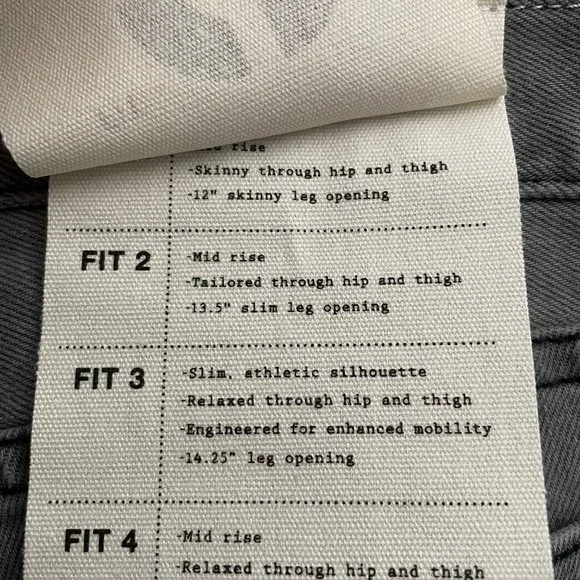 rise
-Skinny through hip and thigh
-12" skinny leg opening
FIT 2
-Mid rise
-Tailored through hip and thigh
-13.5" slim leg opening
FIT 3
-Slim, athletic silhouette
-Relaxed through hip and thigh
-Engineered for enhanced mobility
-14.25" leg opening
FIT 4
-Mid rise
-Relaxed through hip and thigh